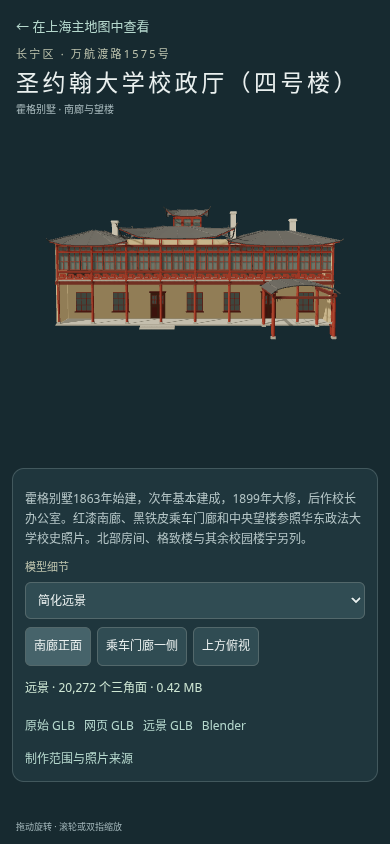 ← 在上海主地图中查看
长宁区 · 万航渡路1575号
圣约翰大学校政厅（四号楼）
霍格别墅 · 南廊与望楼
霍格别墅1863年始建，次年基本建成，1899年大修，后作校长
办公室。红漆南廊、黑铁皮乘车门廊和中央望楼参照华东政法大
学校史照片。北部房间、格致楼与其余校园楼宇另列。
模型细节
简化远景
南廊正面 乘车门廊一侧 上方俯视
远景 · 20,272 个三角面 · 0.42 MB
原始 GLB 网页 GLB 远景 GLB Blender
制作范围与照片来源
拖动旋转 · 滚轮或双指缩放